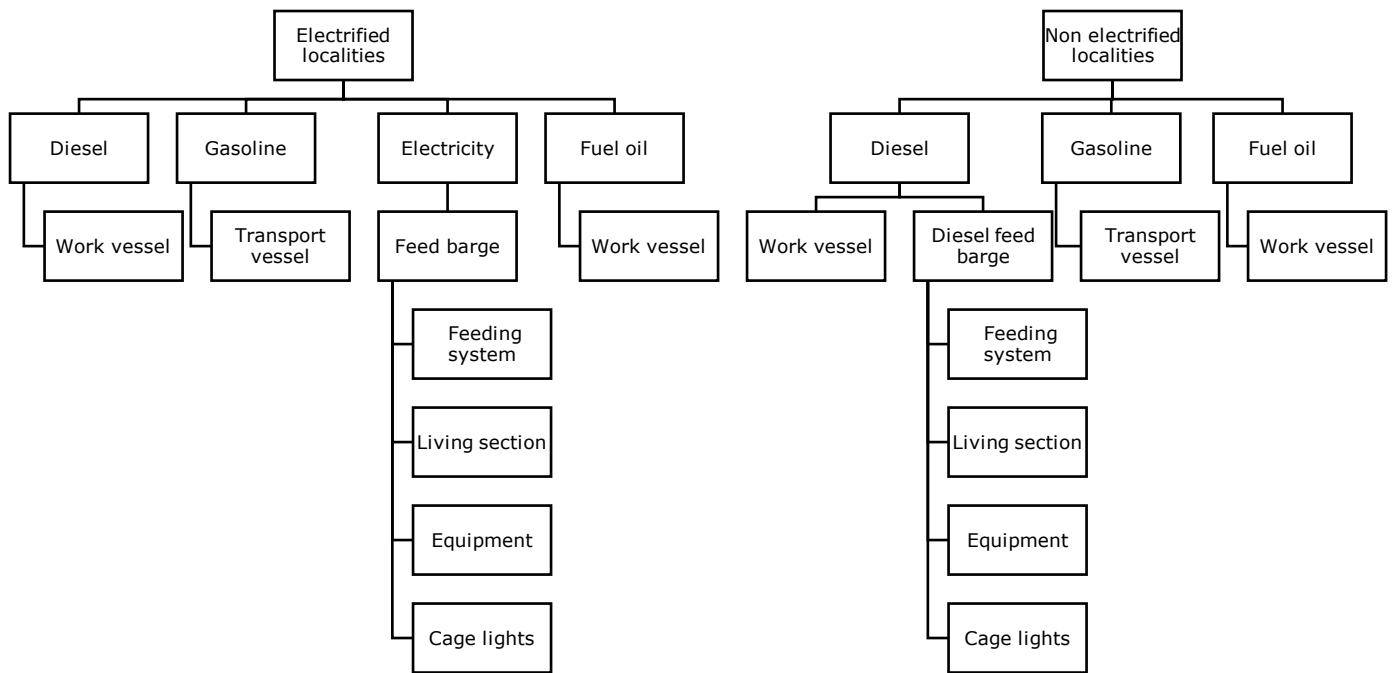 Electrified
localities
Diesel
Gasoline
Electricity
Fuel oil
Work vessel
Transport
vessel
Feed barge
Work vessel
Feeding
system
Living section
Equipment
Cage lights
Non electrified
localities
Diesel
Gasoline
Fuel oil
Work vessel
Diesel feed
barge
Transport
vessel
Work vessel
Feeding
system
Living section
Equipment
Cage lights